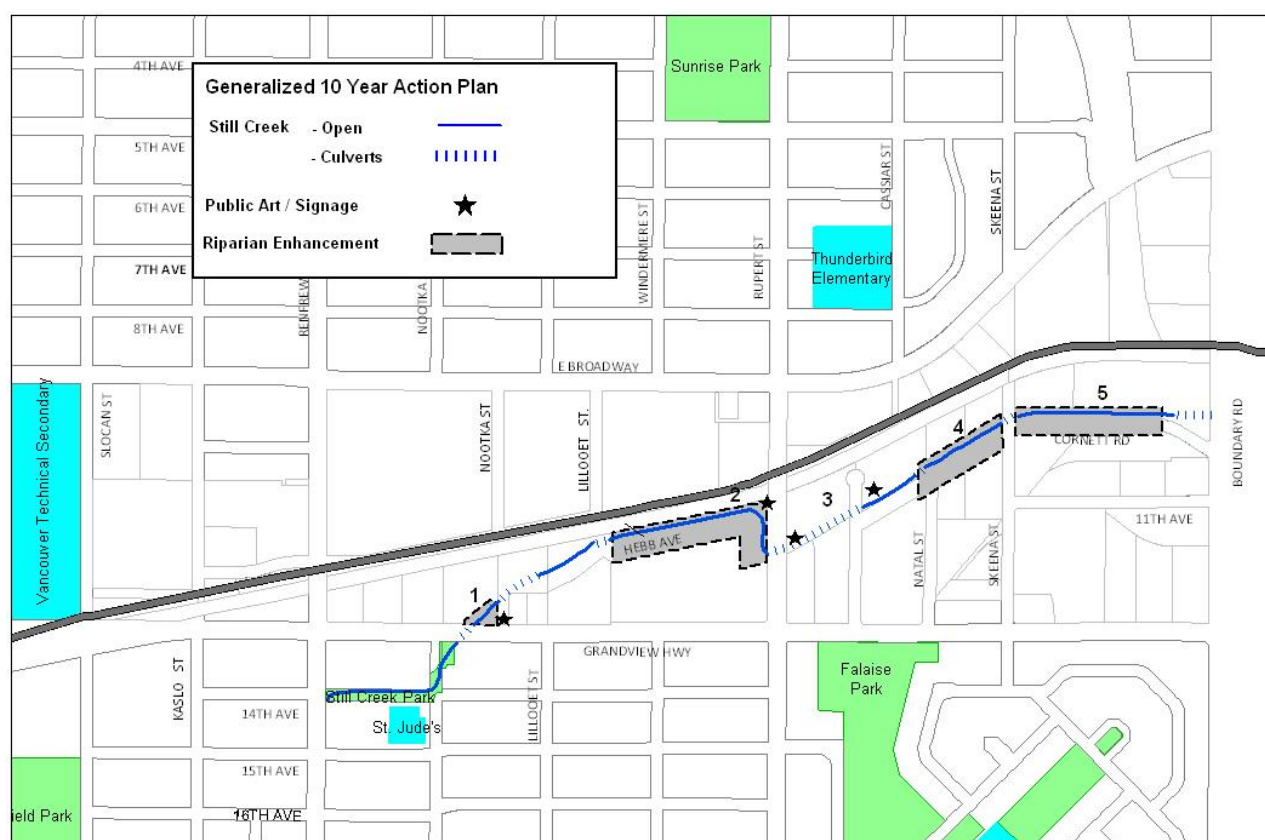 Sunrise Park
4TH AVE
Generalized 10 Year Action Plan
Still Creek - Open
- Culverts
Public Art / Signage
Riparian Enhancement
5TH AVE
6TH AVE
7TH AVE
8TH AVE
CASSIAR ST
SKEENA ST
WINDERMERE ST
RUPERT ST
Thunderbird
Elementary
RENFREW
NOOTKA
E BROADWAY
Vancouver Technical Secondary
SLOCAN ST
NOOTKA ST
LILLOOET ST.
5
4
CORNETT RD
BOUNDARY RD
2
3
11TH AVE
HEBB AVE
NATAL ST
SKEENA ST
1
GRANDVIEW HWY
KASLO ST
LILLOOET ST
Falaise
Park
Still Creek Park
14TH AVE
St. Jude's
15TH AVE
16TH AVE
ield Park